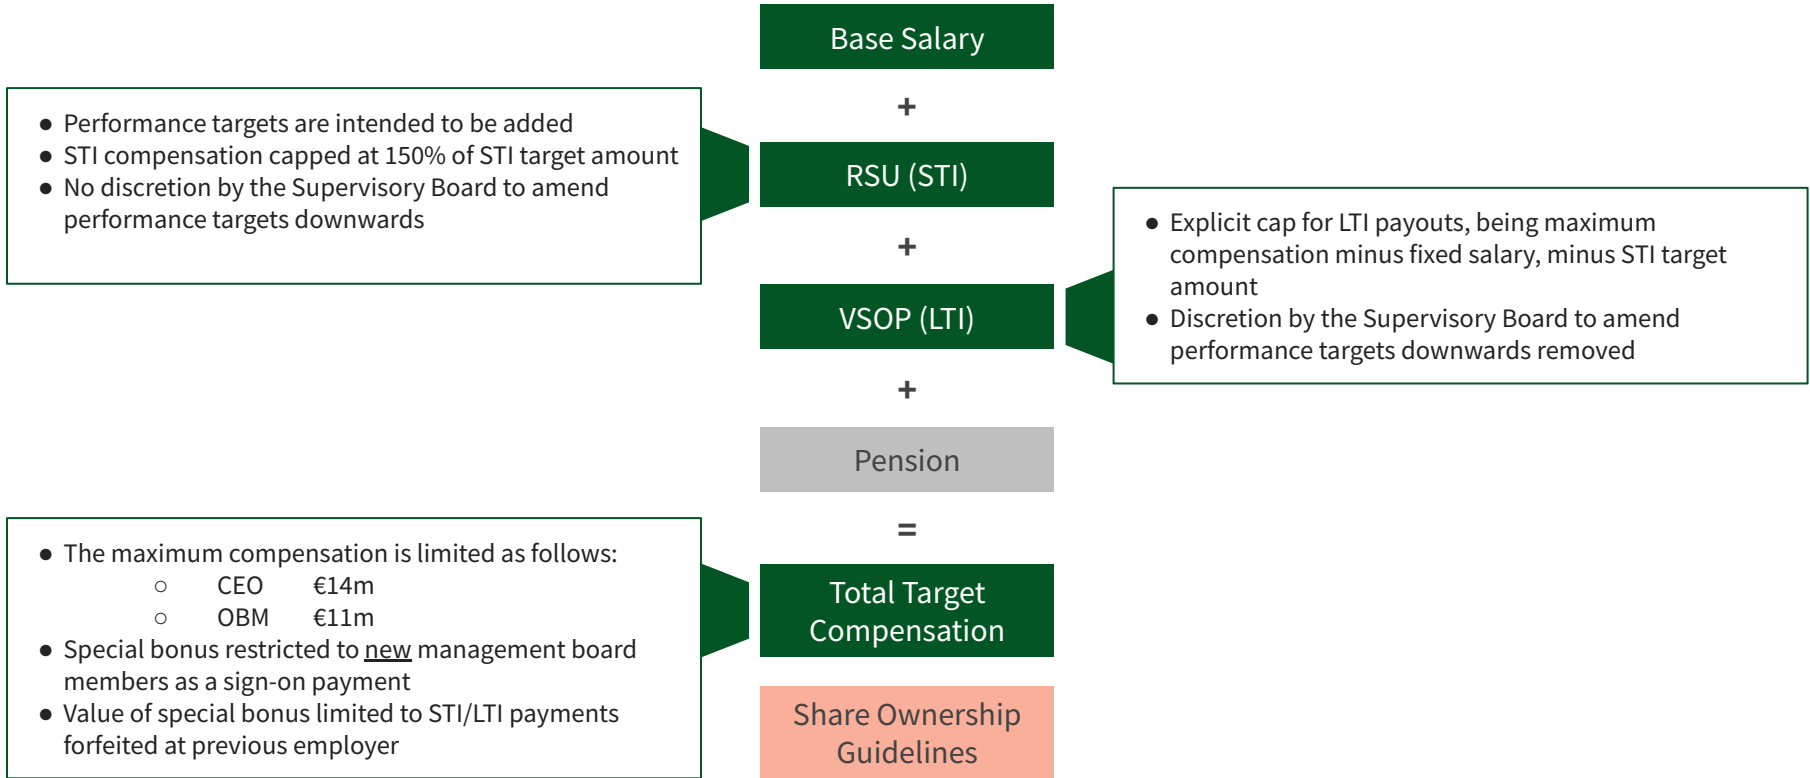 Base Salary
+
● Performance targets are intended to be added
● STI compensation capped at 150% of STI target amount
● No discretion by the Supervisory Board to amend
performance targets downwards
RSU (STI)
+
● Explicit cap for LTI payouts, being maximum
compensation minus fixed salary, minus STI target
amount
● Discretion by the Supervisory Board to amend
performance targets downwards removed
VSOP (LTI)
+
Pension
=
● The maximum compensation is limited as follows:
○ CEO €14m
○ OBM €11m
● Special bonus restricted to new management board
members as a sign-on payment
● Value of special bonus limited to STI/LTI payments
forfeited at previous employer
Total Target
Compensation
Share Ownership
Guidelines